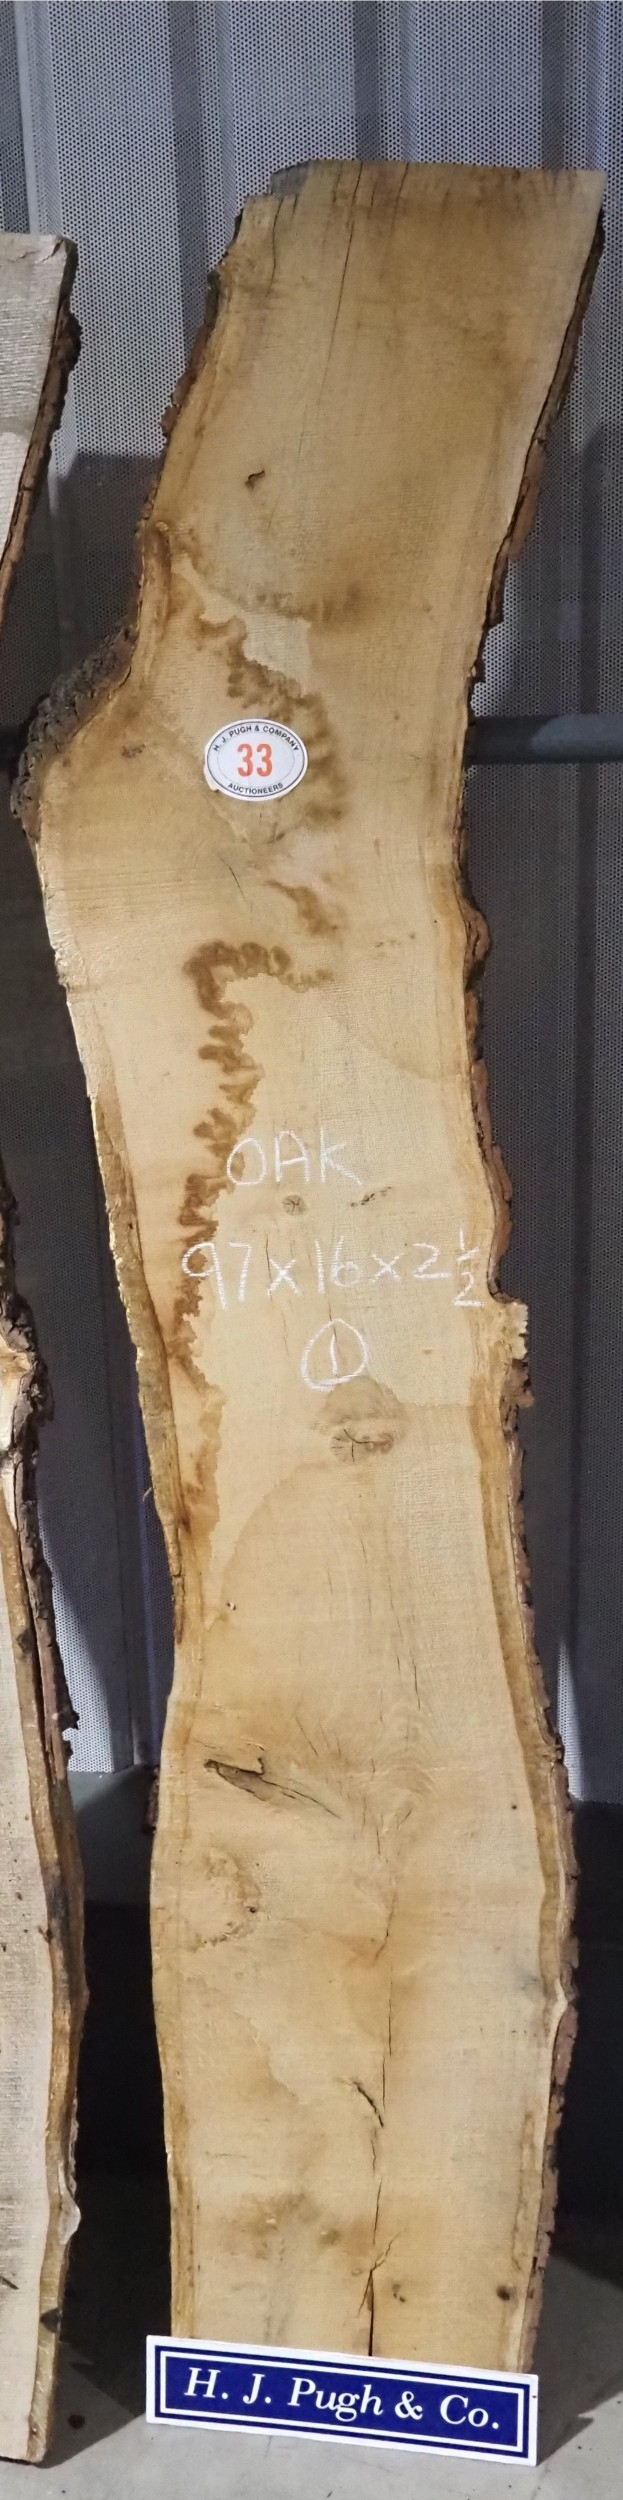 H. J. PUGH & COMPANY
33
AUCTIONEERS
OAK
97x16x2½
1
H. J. Pugh & Co.